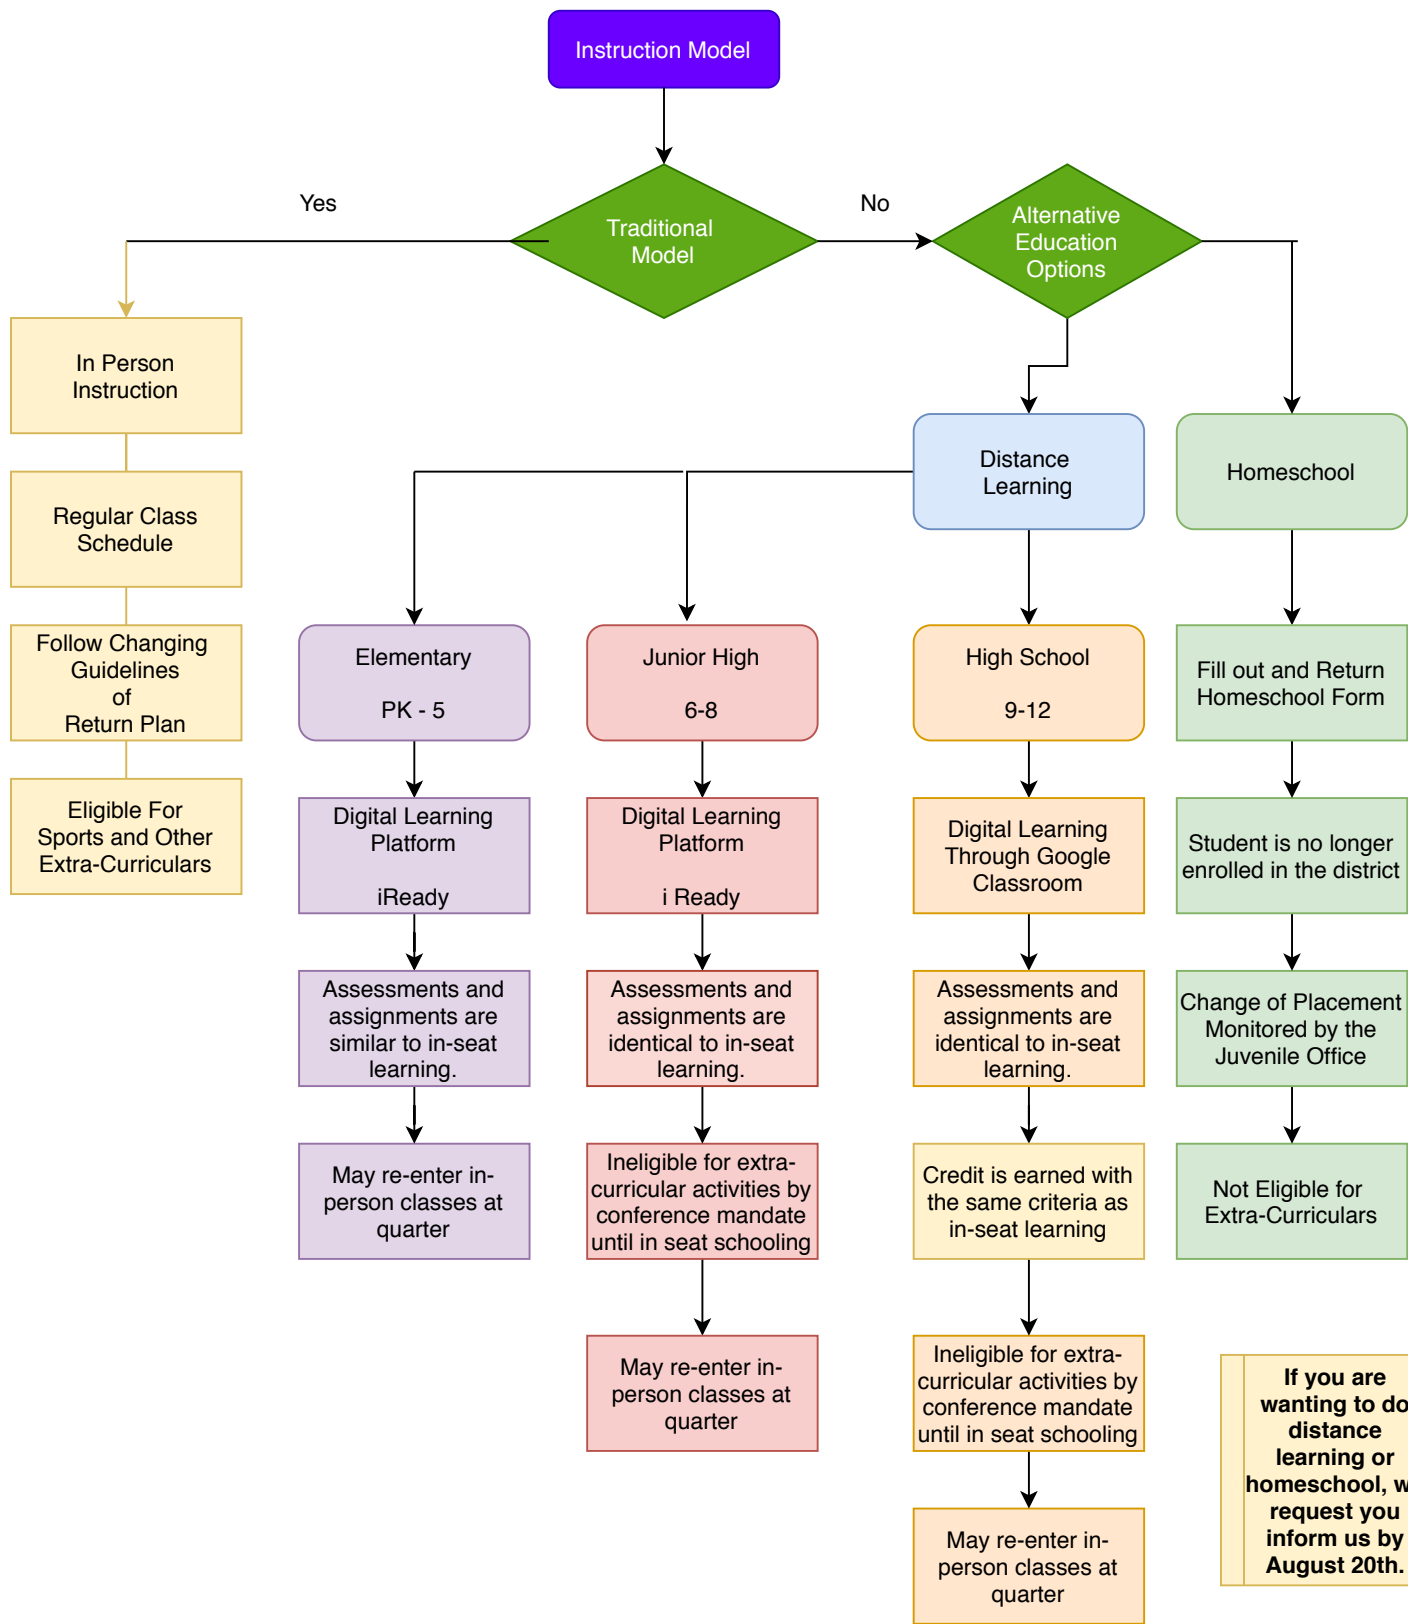 Instruction Model
Yes
Traditional
Model
No
Alternative
Education
Options
In Person
Instruction
Regular Class
Schedule
Follow Changing
Guidelines
of
Return Plan
Eligible For
Sports and Other
Extra-Curriculars
Distance
Learning
Homeschool
Elementary
PK - 5
Digital Learning
Platform
iReady
Assessments and
assignments are
similar to in-seat
learning.
May re-enter in-
person classes at
quarter
Junior High
6-8
Digital Learning
Platform
i Ready
Assessments and
assignments are
identical to in-seat
learning.
Ineligible for extra-
curricular activities by
conference mandate
until in seat schooling
May re-enter in-
person classes at
quarter
High School
9-12
Digital Learning
Through Google
Classroom
Assessments and
assignments are
identical to in-seat
learning.
Credit is earned with
the same criteria as
in-seat learning
Ineligible for extra-
curricular activities by
conference mandate
until in seat schooling
May re-enter in-
person classes at
quarter
Fill out and Return
Homeschool Form
Student is no longer
enrolled in the district
Change of Placement
Monitored by the
Juvenile Office
Not Eligible for
Extra-Curriculars
If you are
wanting to do
distance
learning or
homeschool,
request you
inform us by
August 20th.